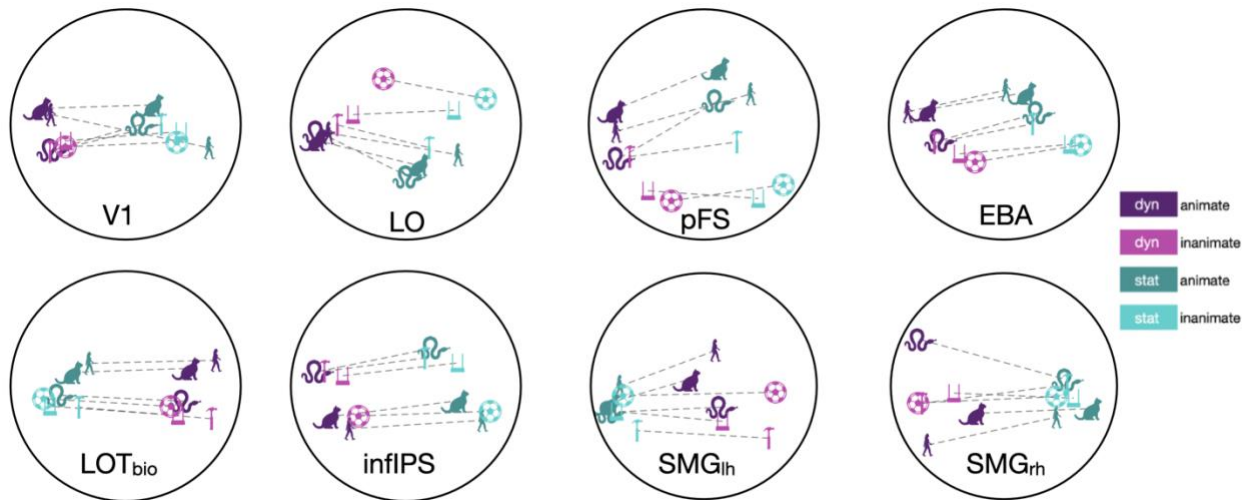 V1
LO
pFS
EBA
dyn animate
dyn inanimate
stat animate
stat inanimate
LOTbio
infIPS
SMGlh
SMGrh